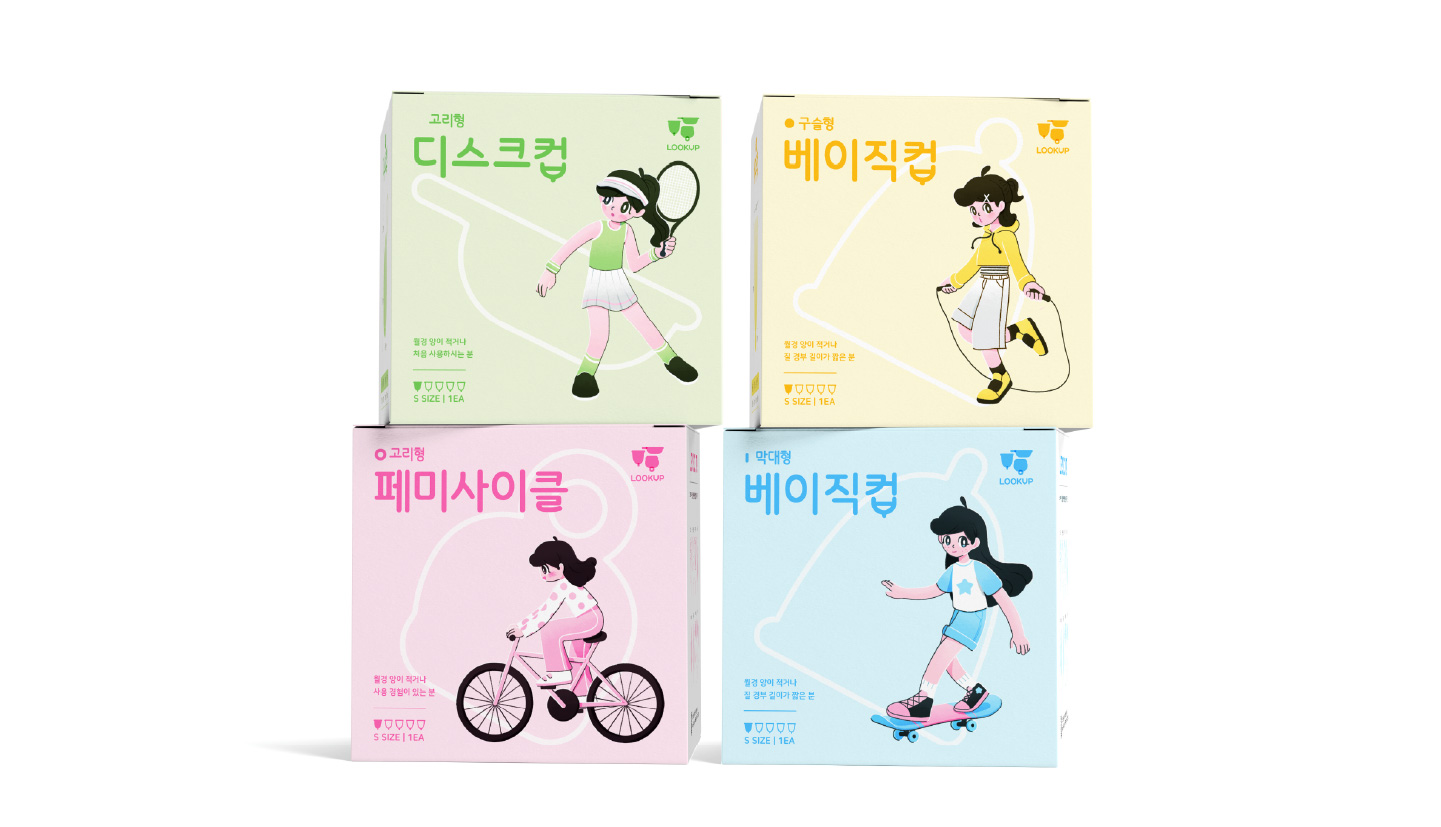 고리형
디스크컵
LOOKUP
월경 양이 적거나
처음 사용하시는 분
S SIZE | 1EA
구슬형
베이직컵
LOOKUP
월경 양이 적거나
질 경부 길이가 짧은 분
S SIZE | 1EA
고리형
페미사이클
LOOKUP
월경 양이 적거나
사용 경험이 있는 분
S SIZE | 1EA
막대형
베이직컵
LOOKUP
월경 양이 적거나
질 경부 길이가 짧은 분
S SIZE | 1EA